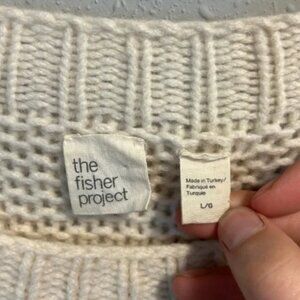 the
fisher
project
Made in Turkey/
Fabriqué en
Turquie
L/G